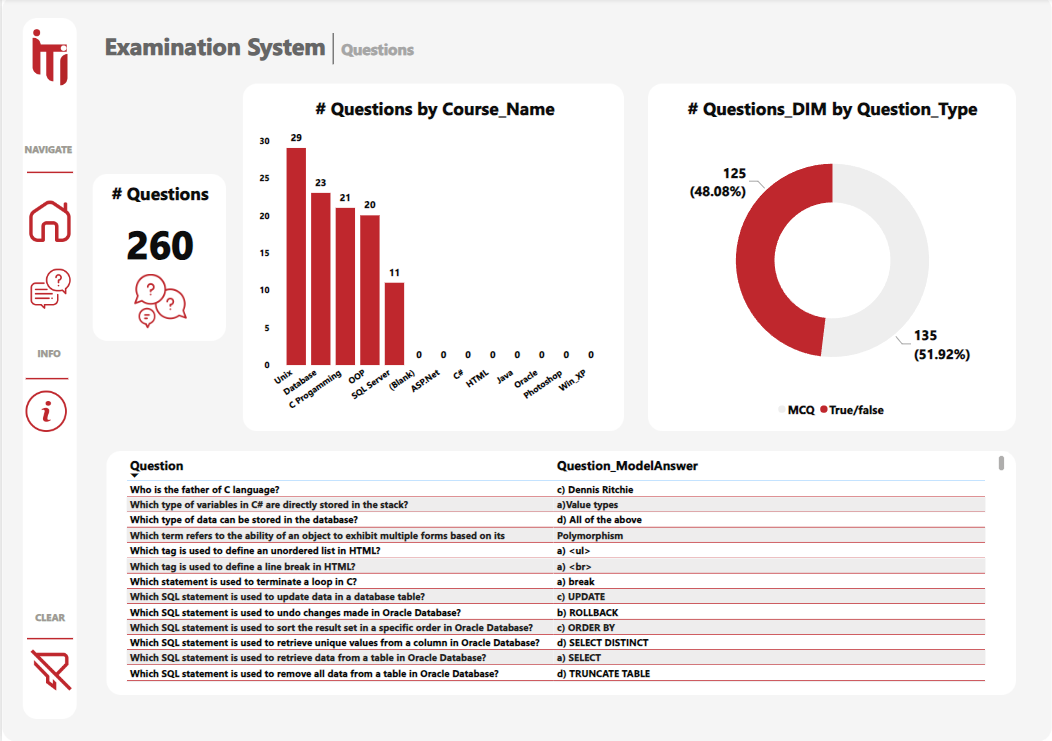 iTi
Examination System | Questions
NAVIGATE
INFO
CLEAR
# Questions
260
# Questions by Course_Name
30
25
20
15
10
5
0
29
23
21
20
11
0
0
0
0
0
0
0
0
Unix
Database
C Progamming
OOP
SQL Server
(Blank)
ASP.Net
C#
HTML
Java
Oracle
Photoshop
Win_XP
# Questions_DIM by Question_Type
125
(48.08%)
135
(51.92%)
MCQ True/false
Question Question_ModelAnswer
Who is the father of C language? c) Dennis Ritchie
Which type of variables in C# are directly stored in the stack? a)Value types
Which type of data can be stored in the database? d) All of the above
Which term refers to the ability of an object to exhibit multiple forms based on its Polymorphism
Which tag is used to define an unordered list in HTML? a) <ul>
Which tag is used to define a line break in HTML? a) <br>
Which statement is used to terminate a loop in C? a) break
Which SQL statement is used to update data in a database table? c) UPDATE
Which SQL statement is used to undo changes made in Oracle Database? b) ROLLBACK
Which SQL statement is used to sort the result set in a specific order in Oracle Database? c) ORDER BY
Which SQL statement is used to retrieve unique values from a column in Oracle Database? d) SELECT DISTINCT
Which SQL statement is used to retrieve data from a table in Oracle Database? a) SELECT
Which SQL statement is used to remove all data from a table in Oracle Database? d) TRUNCATE TABLE